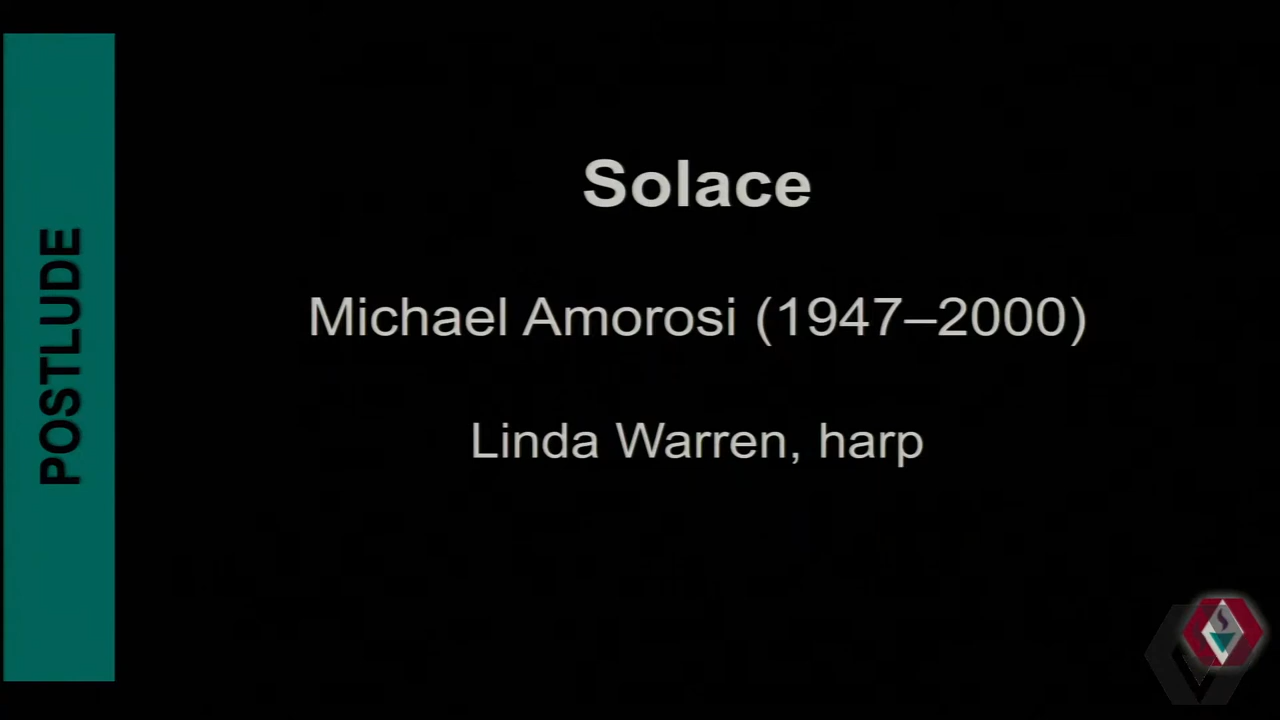 POSTLUDE
Solace
Michael Amorosi (1947–2000)
Linda Warren, harp